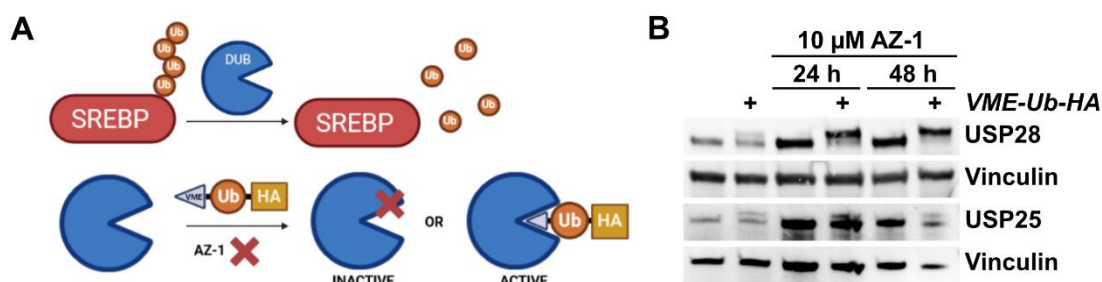 A
Ub
Ub
Ub
Ub
DUB
Ub
Ub
Ub
Ub
SREBP
SREBP
VME Ub HA
AZ-1
OR
Ub HA
INACTIVE
ACTIVE
B
10 µM AZ-1
24 h 48 h
+ + + VME-Ub-HA
USP28
Vinculin
USP25
Vinculin